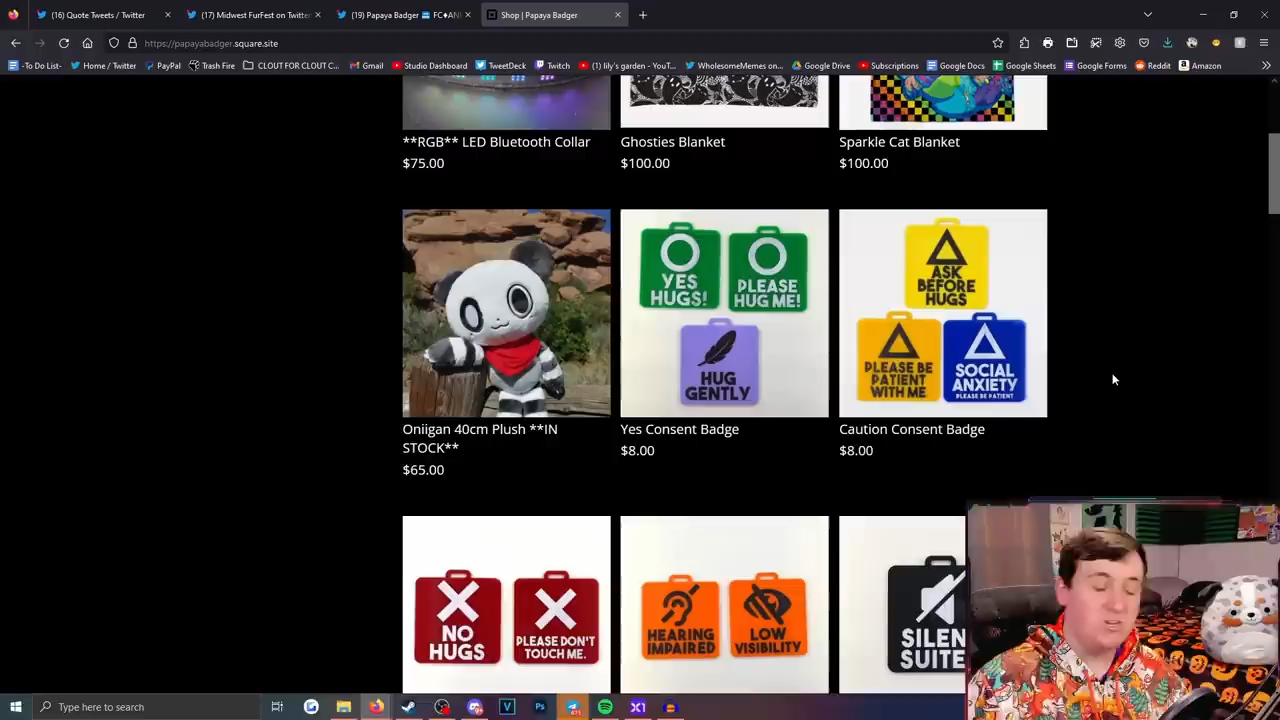 (16) Quote Tweets / Twitter
(17) Midwest FurFest on Twitter
(19) Papaya Badger
Shop | Papaya Badger
https://papayabadger.square.site
-To Do List-
Home / Twitter
PayPal
Trash Fire
CLOUT FOR CLOUT C...
Gmail
Studio Dashboard
TweetDeck
Twitch
(1) lily's garden - YouT...
WholesomeMemes on...
Google Drive
Subscriptions
Google Docs
Google Sheets
Google Forms
Reddit
Amazon
**RGB** LED Bluetooth Collar
$75.00
Ghosties Blanket
$100.00
Sparkle Cat Blanket
$100.00
YES
HUGS!
PLEASE
HUG ME!
HUG
GENTLY
ASK
BEFORE
HUGS
PLEASE BE
PATIENT
WITH ME
SOCIAL
ANXIETY
PLEASE BE PATIENT
Oniigan 40cm Plush **IN
STOCK**
$65.00
Yes Consent Badge
$8.00
Caution Consent Badge
$8.00
NO
HUGS
PLEASE DON'T
TOUCH ME.
HEARING
IMPAIRED
LOW
VISIBILITY
SILEN
SUITE
Type here to search